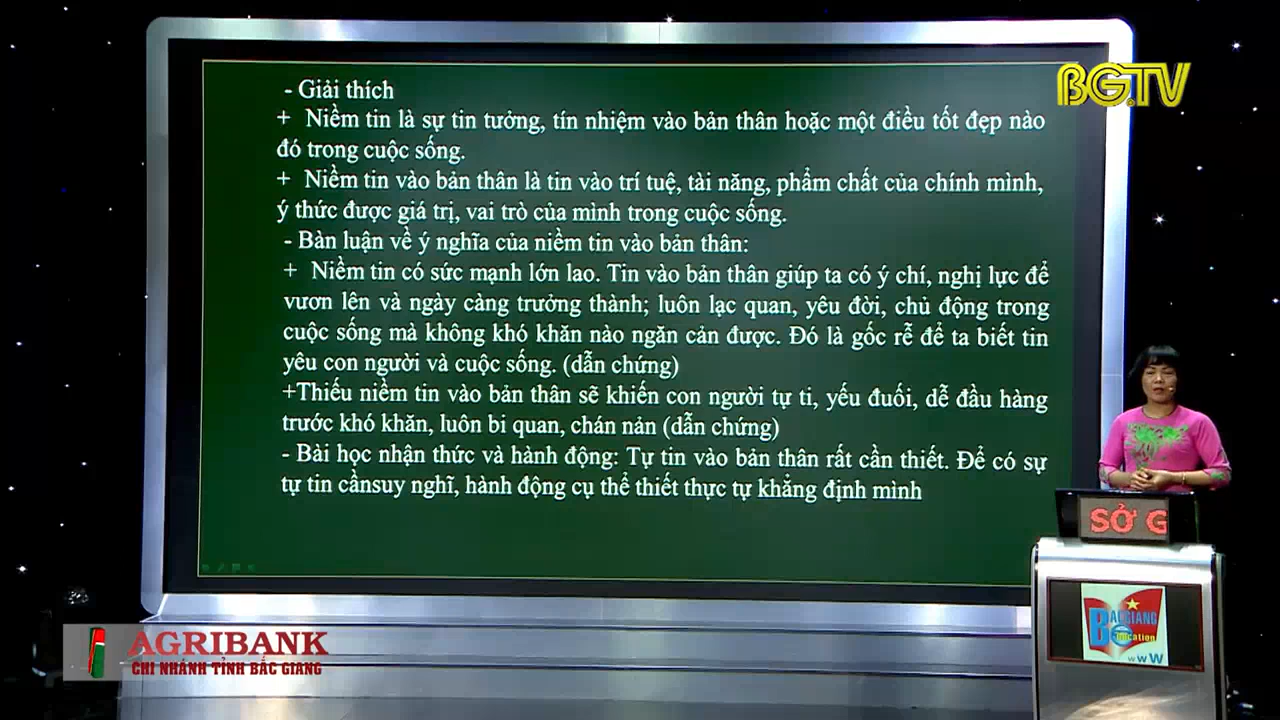 - Giải thích
BGTV
+ Niềm tin là sự tin tưởng, tín nhiệm vào bản thân hoặc một điều tốt đẹp nào
đó trong cuộc sống.
+ Niềm tin vào bản thân là tin vào trí tuệ, tài năng, phẩm chất của chính mình,
ý thức được giá trị, vai trò của mình trong cuộc sống.
- Bàn luận về ý nghĩa của niềm tin vào bản thân:
+ Niềm tin có sức mạnh lớn lao. Tin vào bản thân giúp ta có ý chí, nghị lực để
vươn lên và ngày càng trưởng thành; luôn lạc quan, yêu đời, chủ động trong
cuộc sống mà không khó khăn nào ngăn cản được. Đó là gốc rễ để ta biết tin
yêu con người và cuộc sống. (dẫn chứng)
+Thiếu niềm tin vào bản thân sẽ khiến con người tự ti, yếu đuối, dễ đầu hàng
trước khó khăn, luôn bi quan, chán nản (dẫn chứng)
- Bài học nhận thức và hành động: Tự tin vào bản thân rất cần thiết. Để có sự
tự tin cầnsuy nghĩ, hành động cụ thể thiết thực tự khẳng định mình
SỞ G
BACGIANG
Education
WWW
AGRIBANK
CHI NHÁNH TỈNH BẮC GIANG